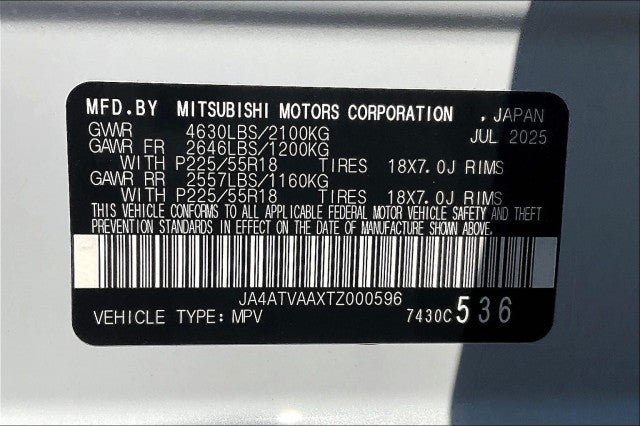 MFD.BY MITSUBISHI MOTORS CORPORATION , JAPAN
GVWR 4630LBS/2100KG JUL 2025
GAWR FR 2646LBS/1200KG
WITH P225/55R18 TIRES 18X7.0J RIMS
GAWR RR 2557LBS/1160KG
WITH P225/55R18 TIRES 18X7.0J RIMS
THIS VEHICLE CONFORMS TO ALL APPLICABLE FEDERAL MOTOR VEHICLE SAFETY AND THEFT
PREVENTION STANDARDS IN EFFECT ON THE DATE OF MANUFACTURE SHOWN ABOVE.
JA4ATVAAXTZ000596
VEHICLE TYPE: MPV 7430C 536